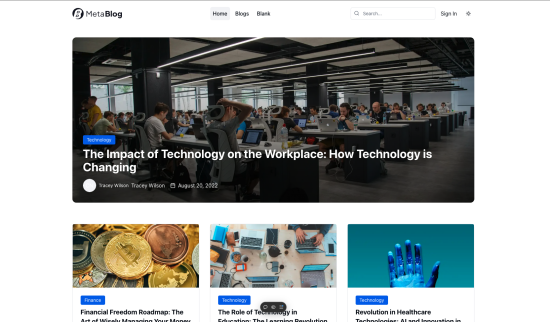 MetaBlog
Home Blogs Blank
Search...
Sign In
Technology
The Impact of Technology on the Workplace: How Technology is
Changing
Tracey Wilson Tracey Wilson August 20, 2022
Finance
Financial Freedom Roadmap: The
Art of Wisely Managing Your Money
Technology
The Role of Technology in
Education: The Learning Revolution
Technology
Revolution in Healthcare
Technologies: AI and Innovation in